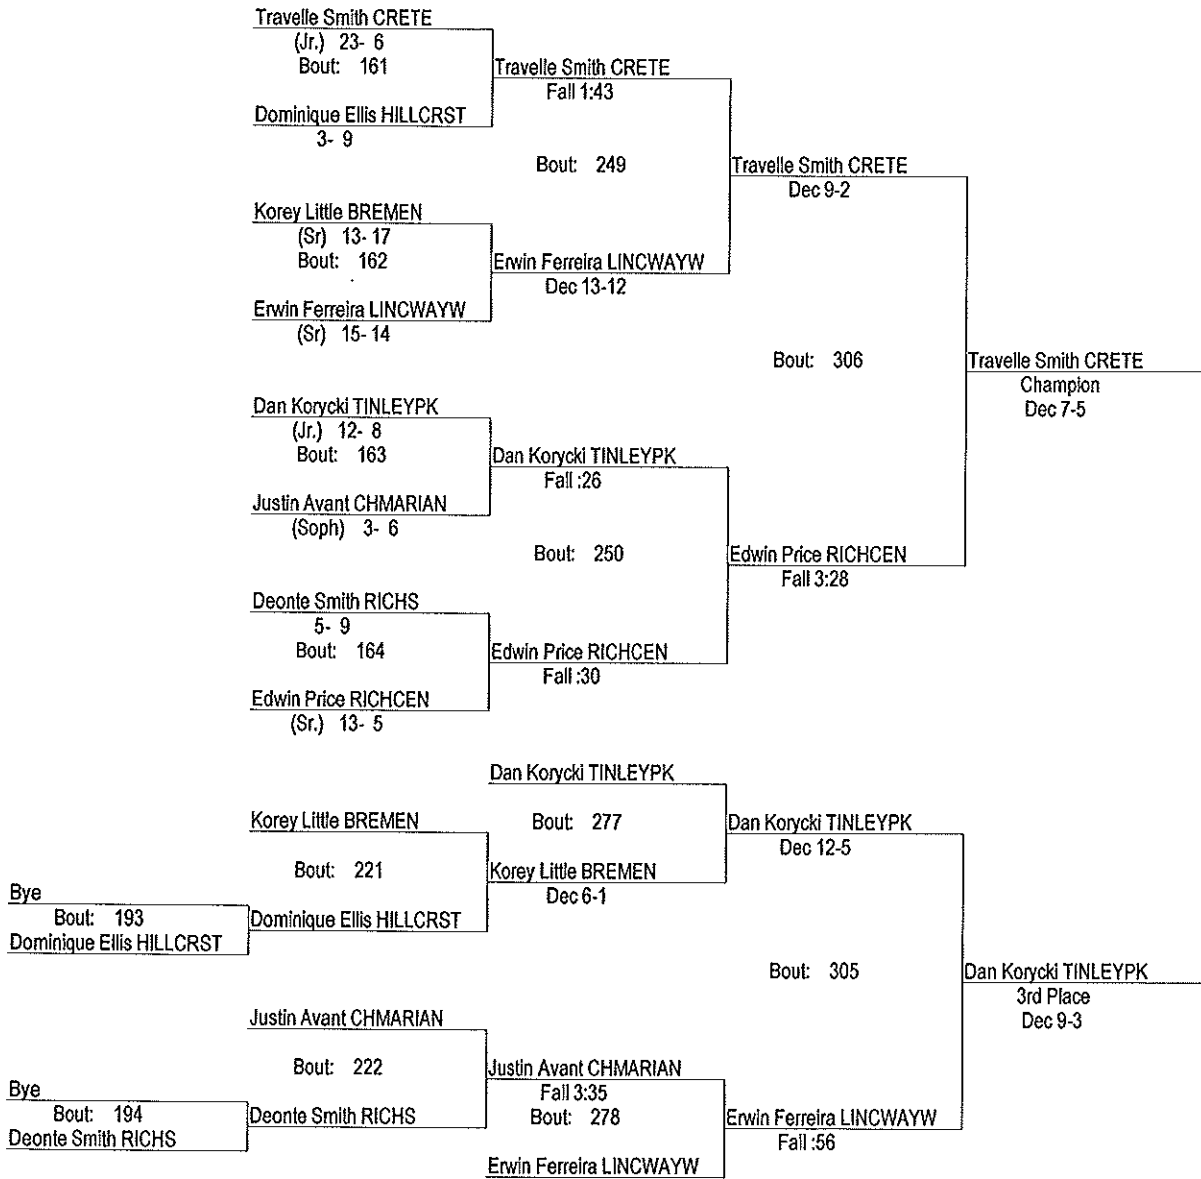 Travelle Smith CRETE
(Jr.) 23- 6
Bout: 161
Dominique Ellis HILLCRST
3- 9
Travelle Smith CRETE
Fall 1:43
Bout: 249
Korey Little BREMEN
(Sr) 13- 17
Bout: 162
Erwin Ferreira LINCWAYW
(Sr) 15- 14
Erwin Ferreira LINCWAYW
Dec 13-12
Travelle Smith CRETE
Dec 9-2
Bout: 306
Travelle Smith CRETE
Champion
Dec 7-5
Dan Korycki TINLEYPK
(Jr.) 12- 8
Bout: 163
Justin Avant CHMARIAN
(Soph) 3- 6
Dan Korycki TINLEYPK
Fall :26
Bout: 250
Deonte Smith RICHS
5- 9
Bout: 164
Edwin Price RICHCEN
(Sr.) 13- 5
Edwin Price RICHCEN
Fall :30
Edwin Price RICHCEN
Fall 3:28
Dan Korycki TINLEYPK
Bout: 277
Korey Little BREMEN
Bout: 221
Bye
Bout: 193
Dominique Ellis HILLCRST
Dominique Ellis HILLCRST
Korey Little BREMEN
Dec 6-1
Dan Korycki TINLEYPK
Dec 12-5
Bout: 305
Dan Korycki TINLEYPK
3rd Place
Dec 9-3
Justin Avant CHMARIAN
Bout: 222
Bye
Bout: 194
Deonte Smith RICHS
Deonte Smith RICHS
Justin Avant CHMARIAN
Fall 3:35
Bout: 278
Erwin Ferreira LINCWAYW
Erwin Ferreira LINCWAYW
Fall :56